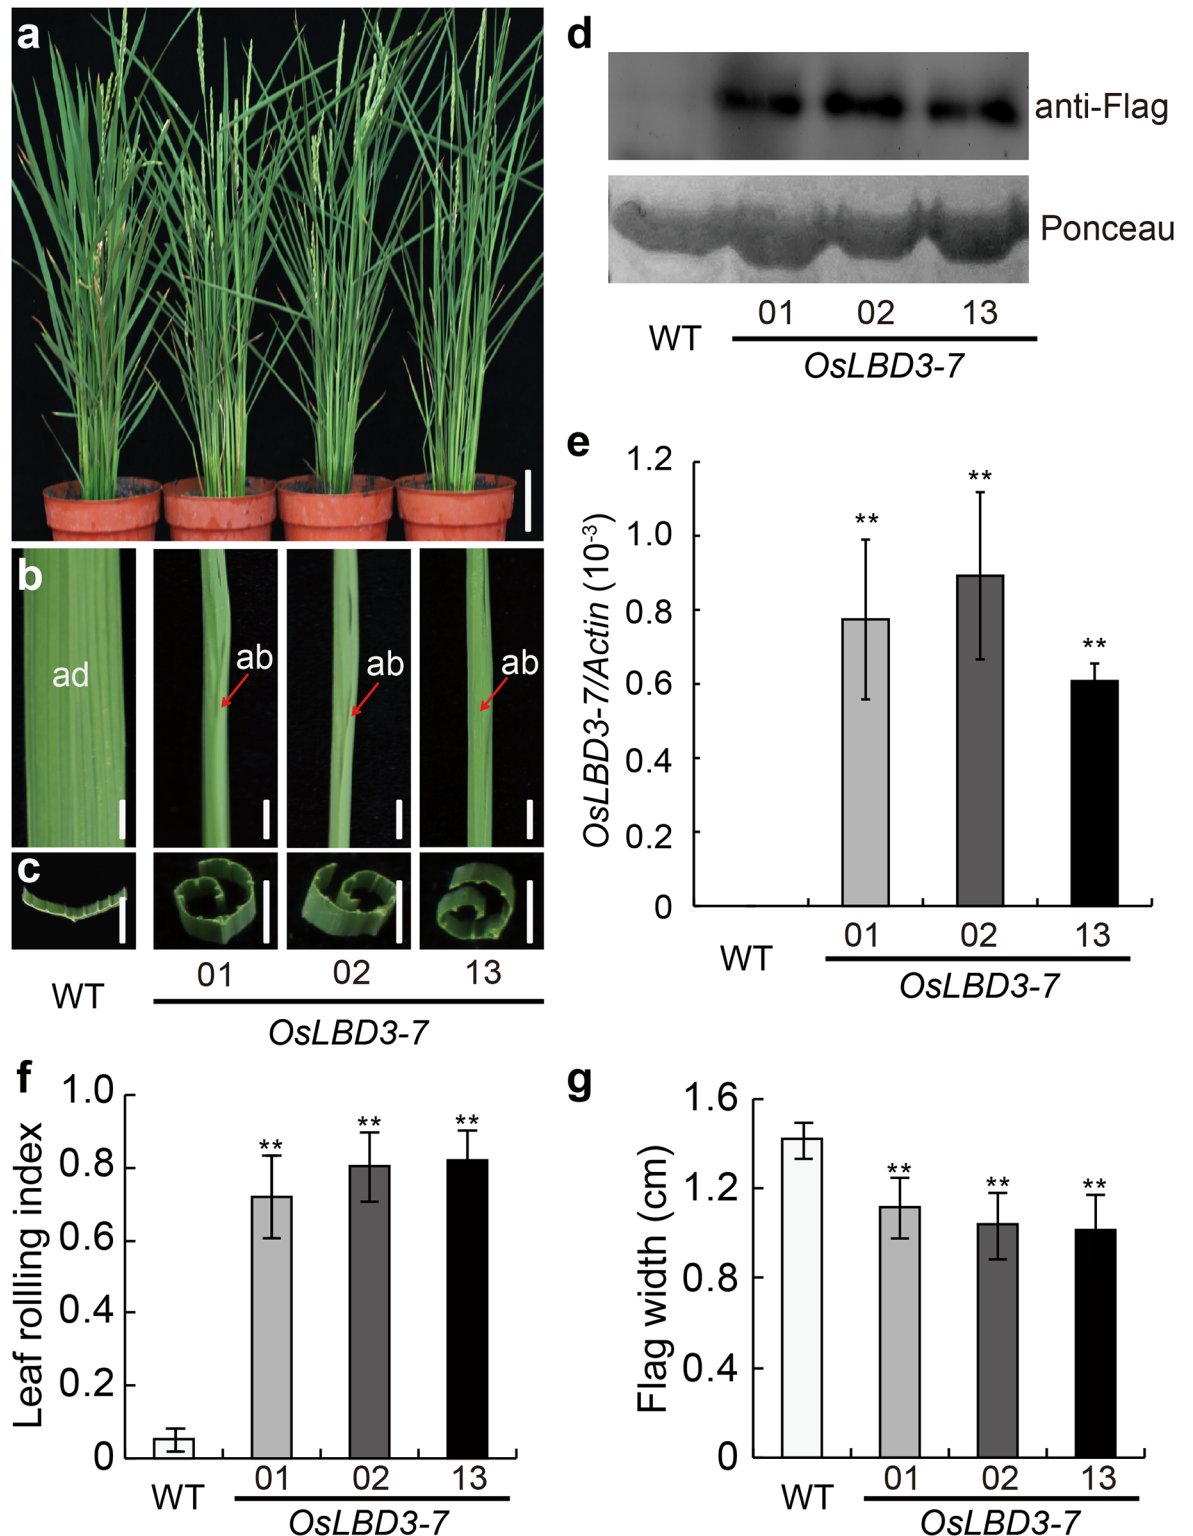 a
b
ad
ab
ab
ab
c
WT
01
02
13
OsLBD3-7
d
anti-Flag
Ponceau
WT
01
02
13
OsLBD3-7
e
OsLBD3-7/Actin (10-3)
1.2
1.0
0.8
0.6
0.4
0.2
0
**
**
**
WT
01
02
13
OsLBD3-7
f
Leaf rollling index
1.0
0.8
0.6
0.4
0.2
0
**
**
**
WT
01
02
13
OsLBD3-7
g
Flag width (cm)
1.6
1.2
0.8
0.4
0
**
**
**
WT
01
02
13
OsLBD3-7